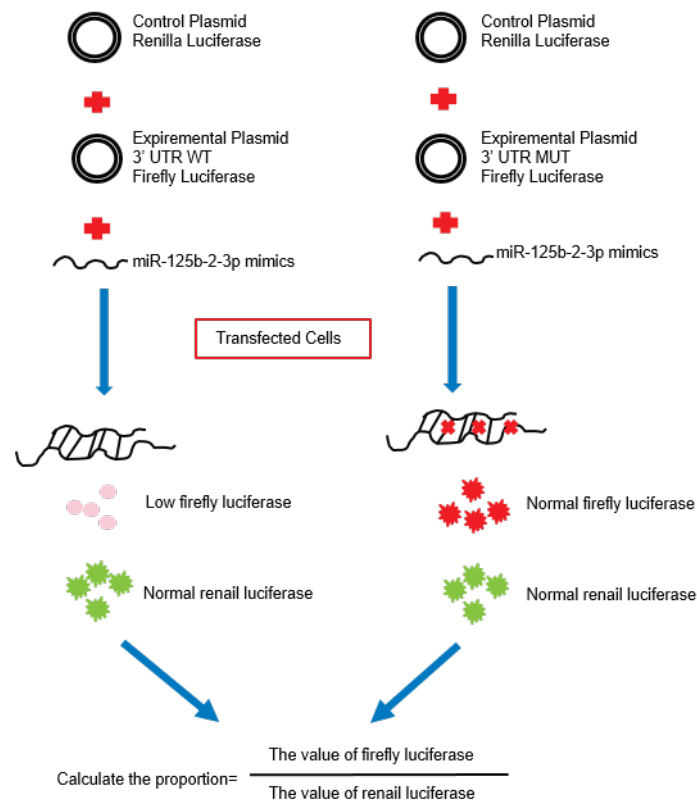 Control Plasmid
Renilla Luciferase
Expiremental Plasmid
3' UTR WT
Firefly Luciferase
miR-125b-2-3p mimics
Control Plasmid
Renilla Luciferase
Expiremental Plasmid
3' UTR MUT
Firefly Luciferase
miR-125b-2-3p mimics
Transfected Cells
Low firefly luciferase
Normal renail luciferase
Normal firefly luciferase
Normal renail luciferase
Calculate the proportion=
The value of firefly luciferase
The value of renail luciferase